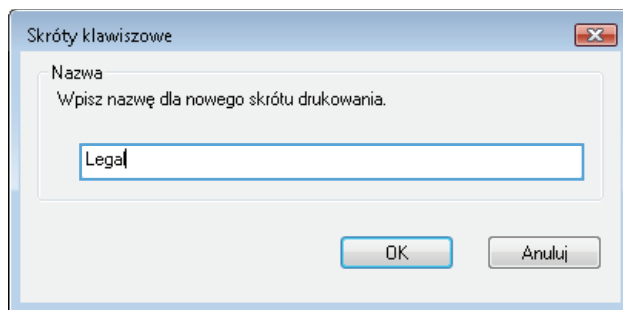 Skróty klawiszowe
Nazwa
Wpisz nazwę dla nowego skrótu drukowania.
Legal
OK Anuluj